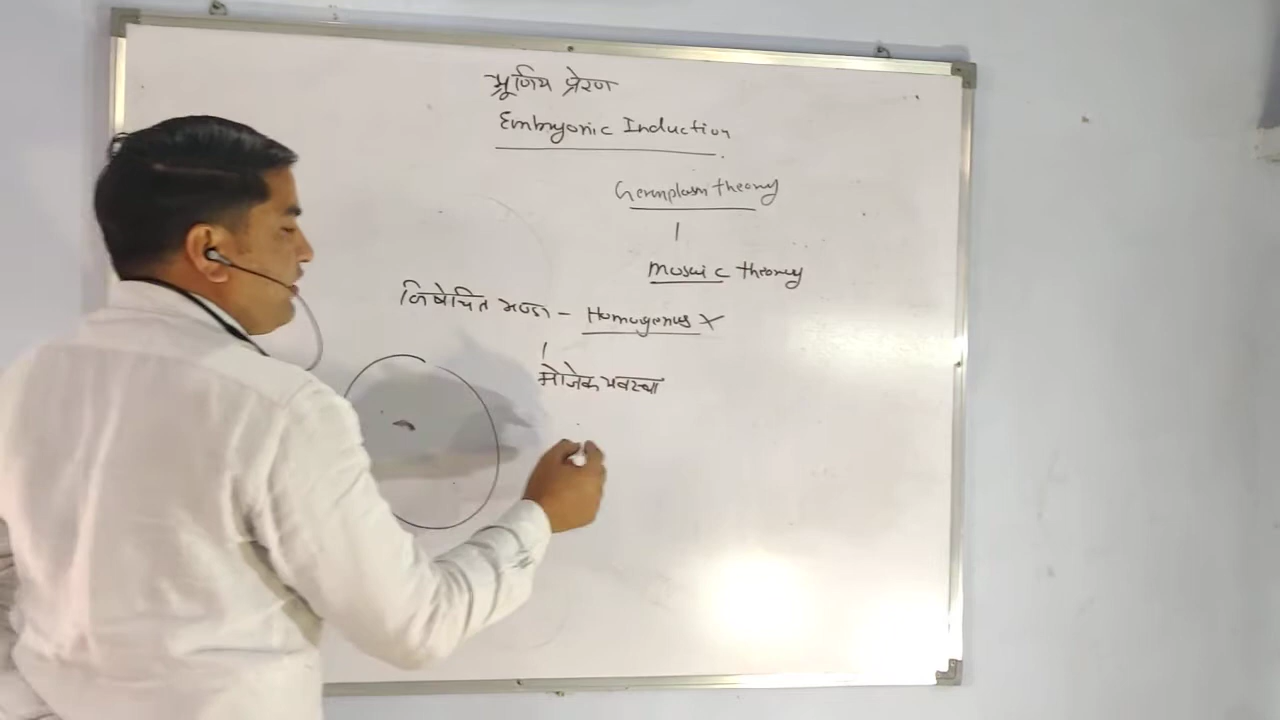 भ्रूणिय प्रेरण
Embryonic Induction
Germplasm theory
Mosaic theory
निषेचित अण्डा - Homogenus X
मोजेक अवस्था